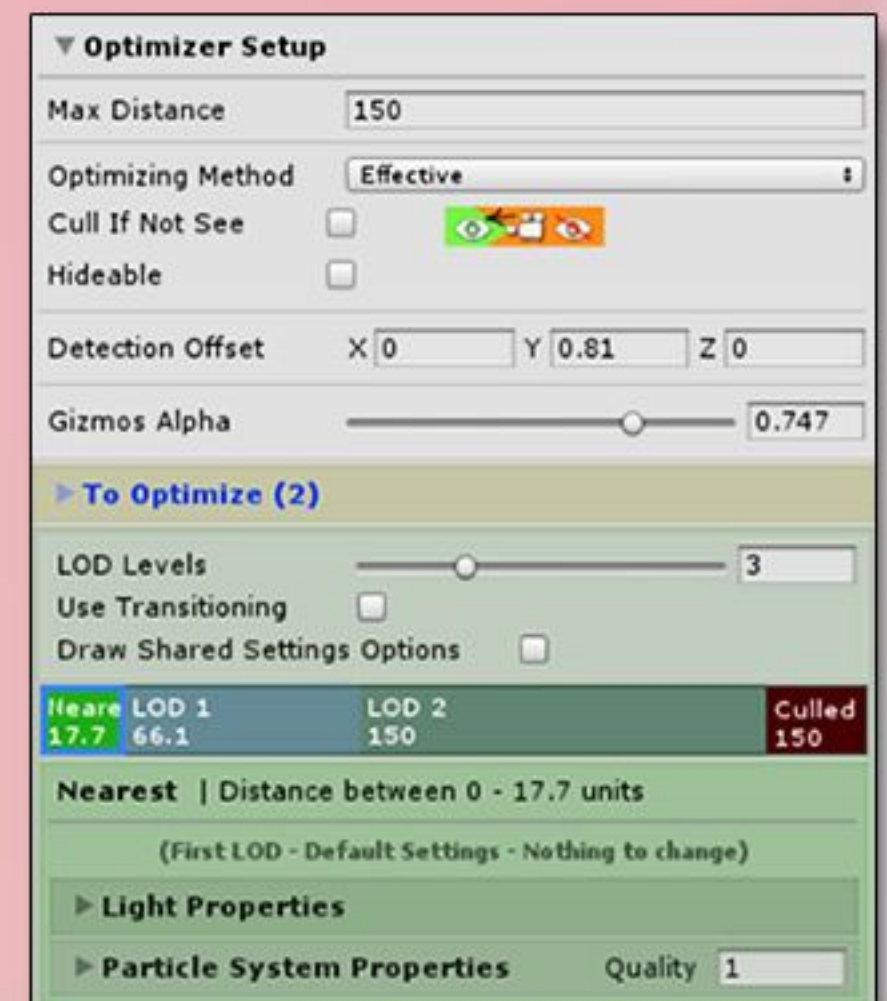 Optimizer Setup
Max Distance 150
Optimizing Method Effective
Cull If Not See
Hideable
Detection Offset X 0 Y 0.81 Z 0
Gizmos Alpha 0.747
To Optimize (2)
LOD Levels 3
Use Transitioning
Draw Shared Settings Options
Neare LOD 1 LOD 2 Culled
17.7 66.1 150 150
Nearest | Distance between 0 - 17.7 units
(First LOD - Default Settings - Nothing to change)
Light Properties
Particle System Properties Quality 1